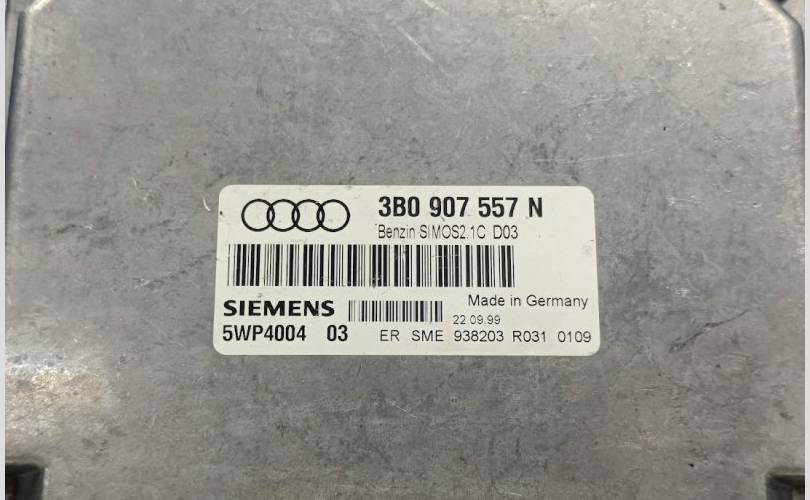 3B0 907 557 N
Benzin SIMOS2.1C D03
Made in Germany
SIEMENS
22.09.99
5WP4004 03 ER SME 938203 R031 0109